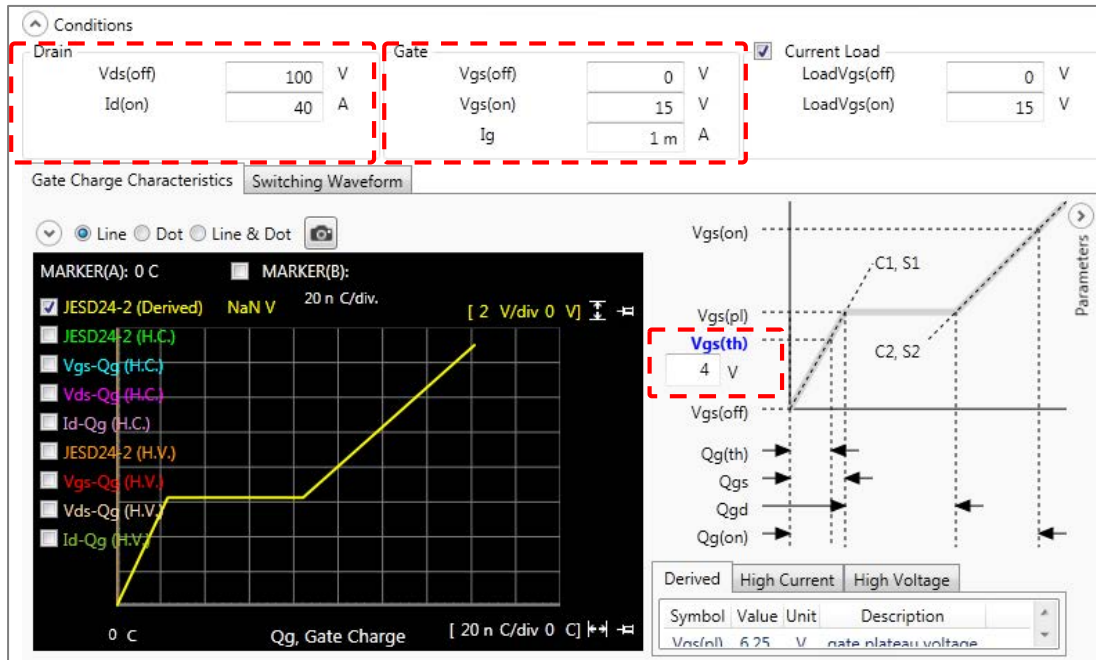 Conditions
Drain
Vds(off) 100 V
Id(on) 40 A
Gate
Vgs(off) 0 V
Vgs(on) 15 V
Ig 1 m A
Current Load
LoadVgs(off) 0 V
LoadVgs(on) 15 V
Gate Charge Characteristics Switching Waveform
Line Dot Line & Dot
MARKER(A): 0 C MARKER(B):
JESD24-2 (Derived) NaN V 20 n C/div. [ 2 V/div 0 V]
JESD24-2 (H.C.)
Vgs-Qg (H.C.)
Vds-Qg (H.C.)
Id-Qg (H.C.)
JESD24-2 (H.V.)
Vgs-Qg (H.V.)
Vds-Qg (H.V.)
Id-Qg (H.V.)
0 C Qg, Gate Charge [ 20 n C/div 0 C]
Vgs(on)
C1, S1
Vgs(pl)
Vgs(th)
4 V
C2, S2
Vgs(off)
Qg(th)
Qgs
Qgd
Qg(on)
Parameters
Derived High Current High Voltage
Symbol Value Unit Description
Vgs(pl) 6.25 V gate plateau voltage